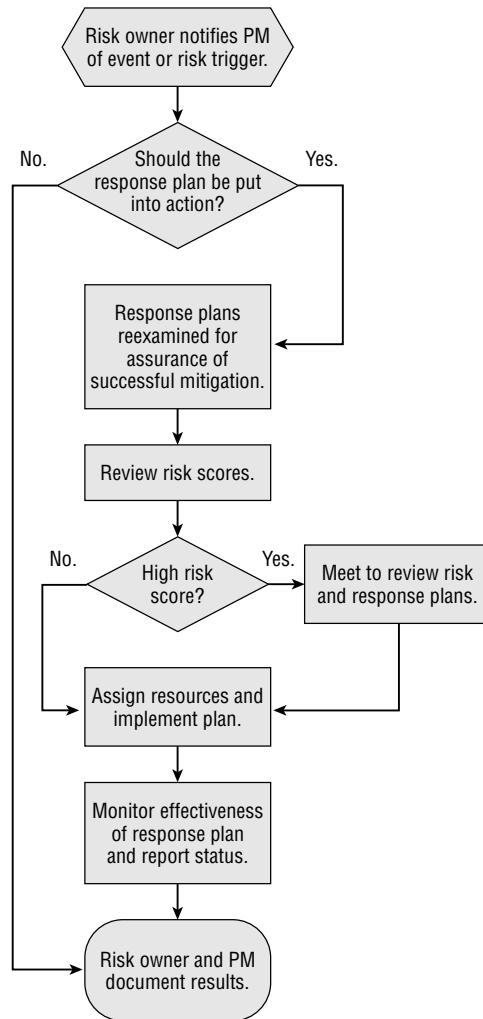 Risk owner notifies PM
of event or risk trigger.
No.
Should the
response plan be put
into action?
Yes.
Response plans
reexamined for
assurance of
successful mitigation.
Review risk scores.
No.
High risk
score?
Yes.
Meet to review risk
and response plans.
Assign resources and
implement plan.
Monitor effectiveness
of response plan
and report status.
Risk owner and PM
document results.